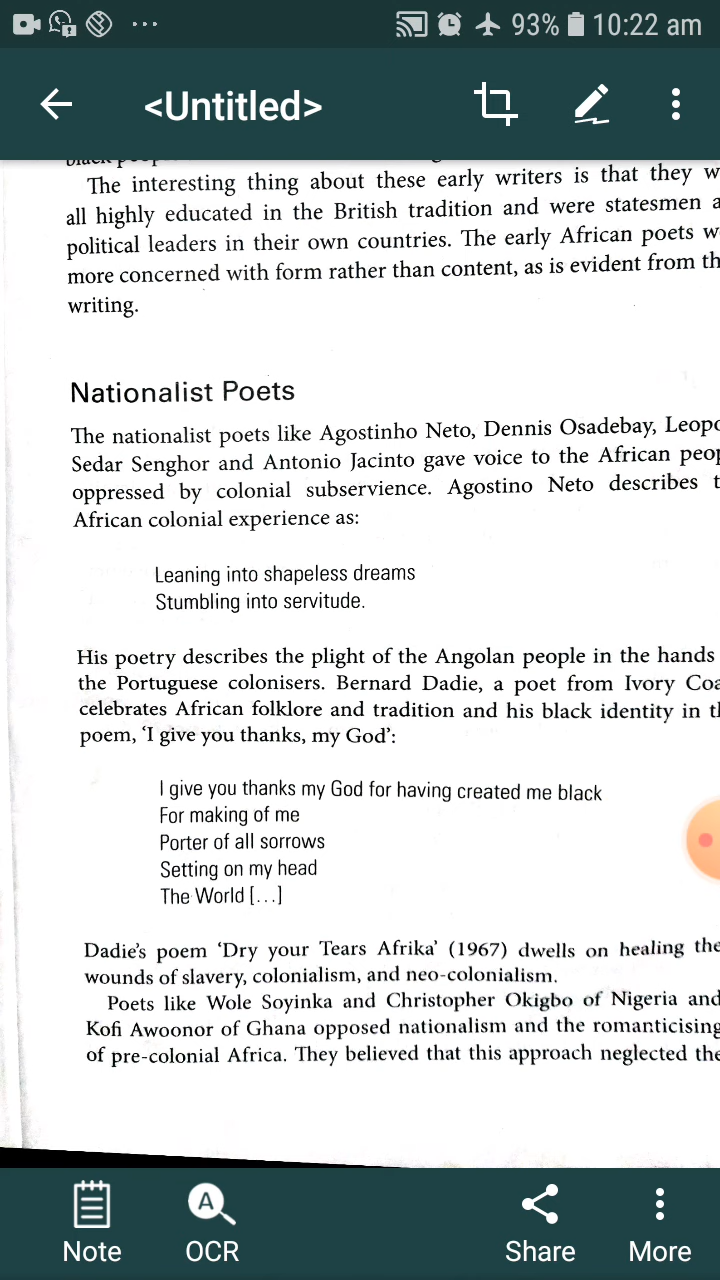 93% 10:22 am
<Untitled>
The interesting thing about these early writers is that they w
all highly educated in the British tradition and were statesmen a
political leaders in their own countries. The early African poets w
more concerned with form rather than content, as is evident from th
writing.
Nationalist Poets
The nationalist poets like Agostinho Neto, Dennis Osadebay, Leopo
Sedar Senghor and Antonio Jacinto gave voice to the African peop
oppressed by colonial subservience. Agostino Neto describes t
African colonial experience as:
Leaning into shapeless dreams
Stumbling into servitude.
His poetry describes the plight of the Angolan people in the hands
the Portuguese colonisers. Bernard Dadie, a poet from Ivory Coa
celebrates African folklore and tradition and his black identity in th
poem, ‘I give you thanks, my God’:
I give you thanks my God for having created me black
For making of me
Porter of all sorrows
Setting on my head
The World [...]
Dadie’s poem ‘Dry your Tears Afrika’ (1967) dwells on healing the
wounds of slavery, colonialism, and neo-colonialism.
Poets like Wole Soyinka and Christopher Okigbo of Nigeria and
Kofi Awoonor of Ghana opposed nationalism and the romanticising
of pre-colonial Africa. They believed that this approach neglected the
Note OCR Share More